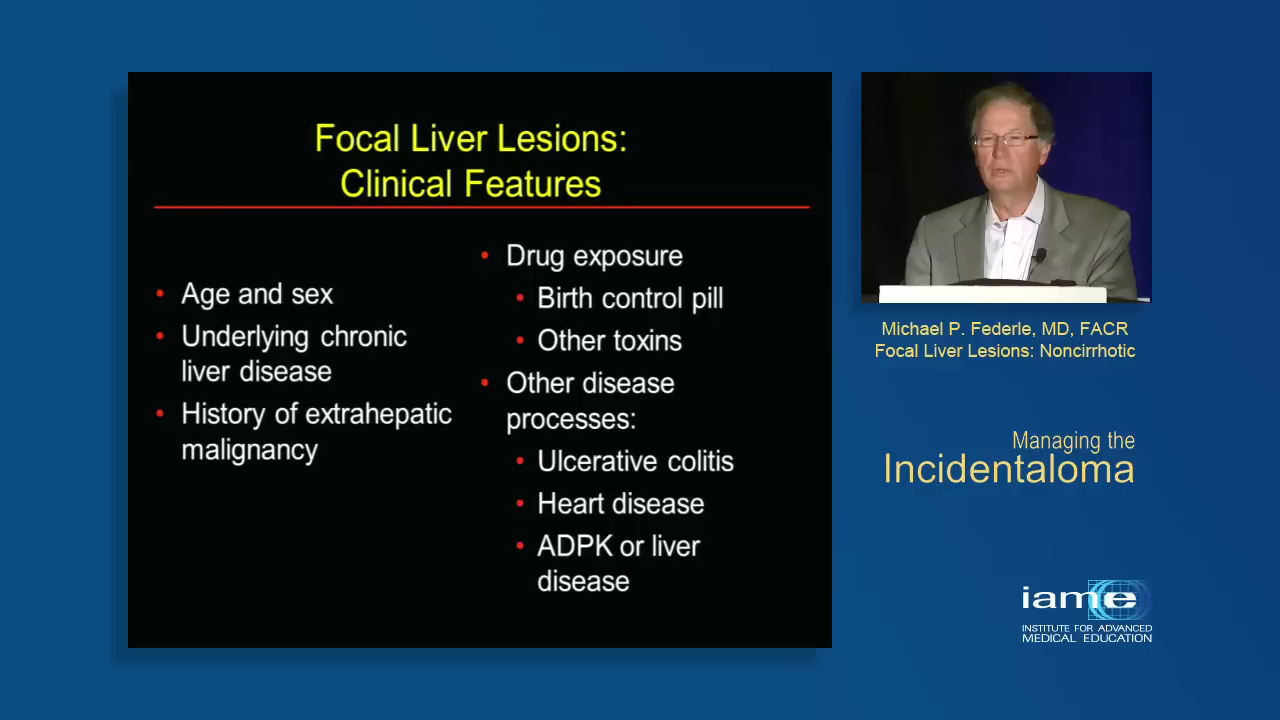 Focal Liver Lesions:
Clinical Features
• Age and sex
• Underlying chronic
liver disease
• History of extrahepatic
malignancy
• Drug exposure
• Birth control pill
• Other toxins
• Other disease
processes:
• Ulcerative colitis
• Heart disease
• ADPK or liver
disease
Michael P. Federle, MD, FACR
Focal Liver Lesions: Noncirrhotic
Managing the
Incidentaloma
iame
INSTITUTE FOR ADVANCED
MEDICAL EDUCATION